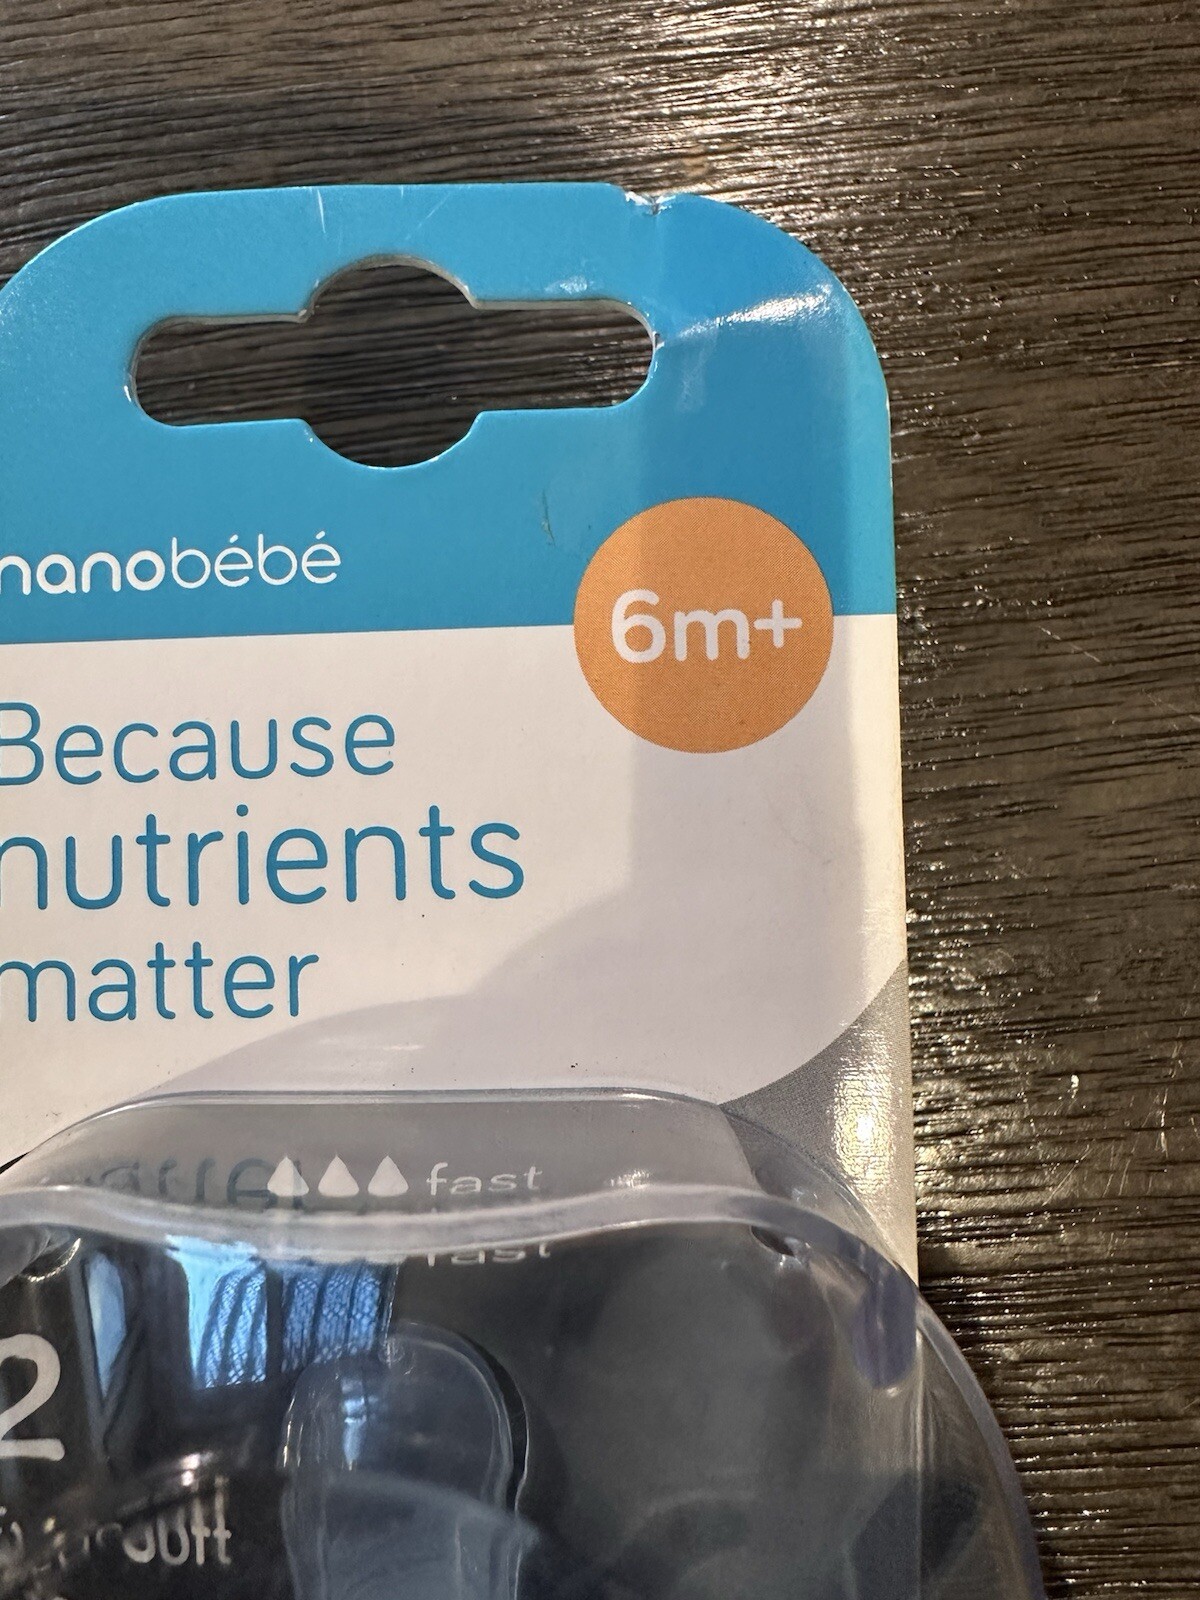 nanobébé
6m+
Because
nutrients
matter
fast
2